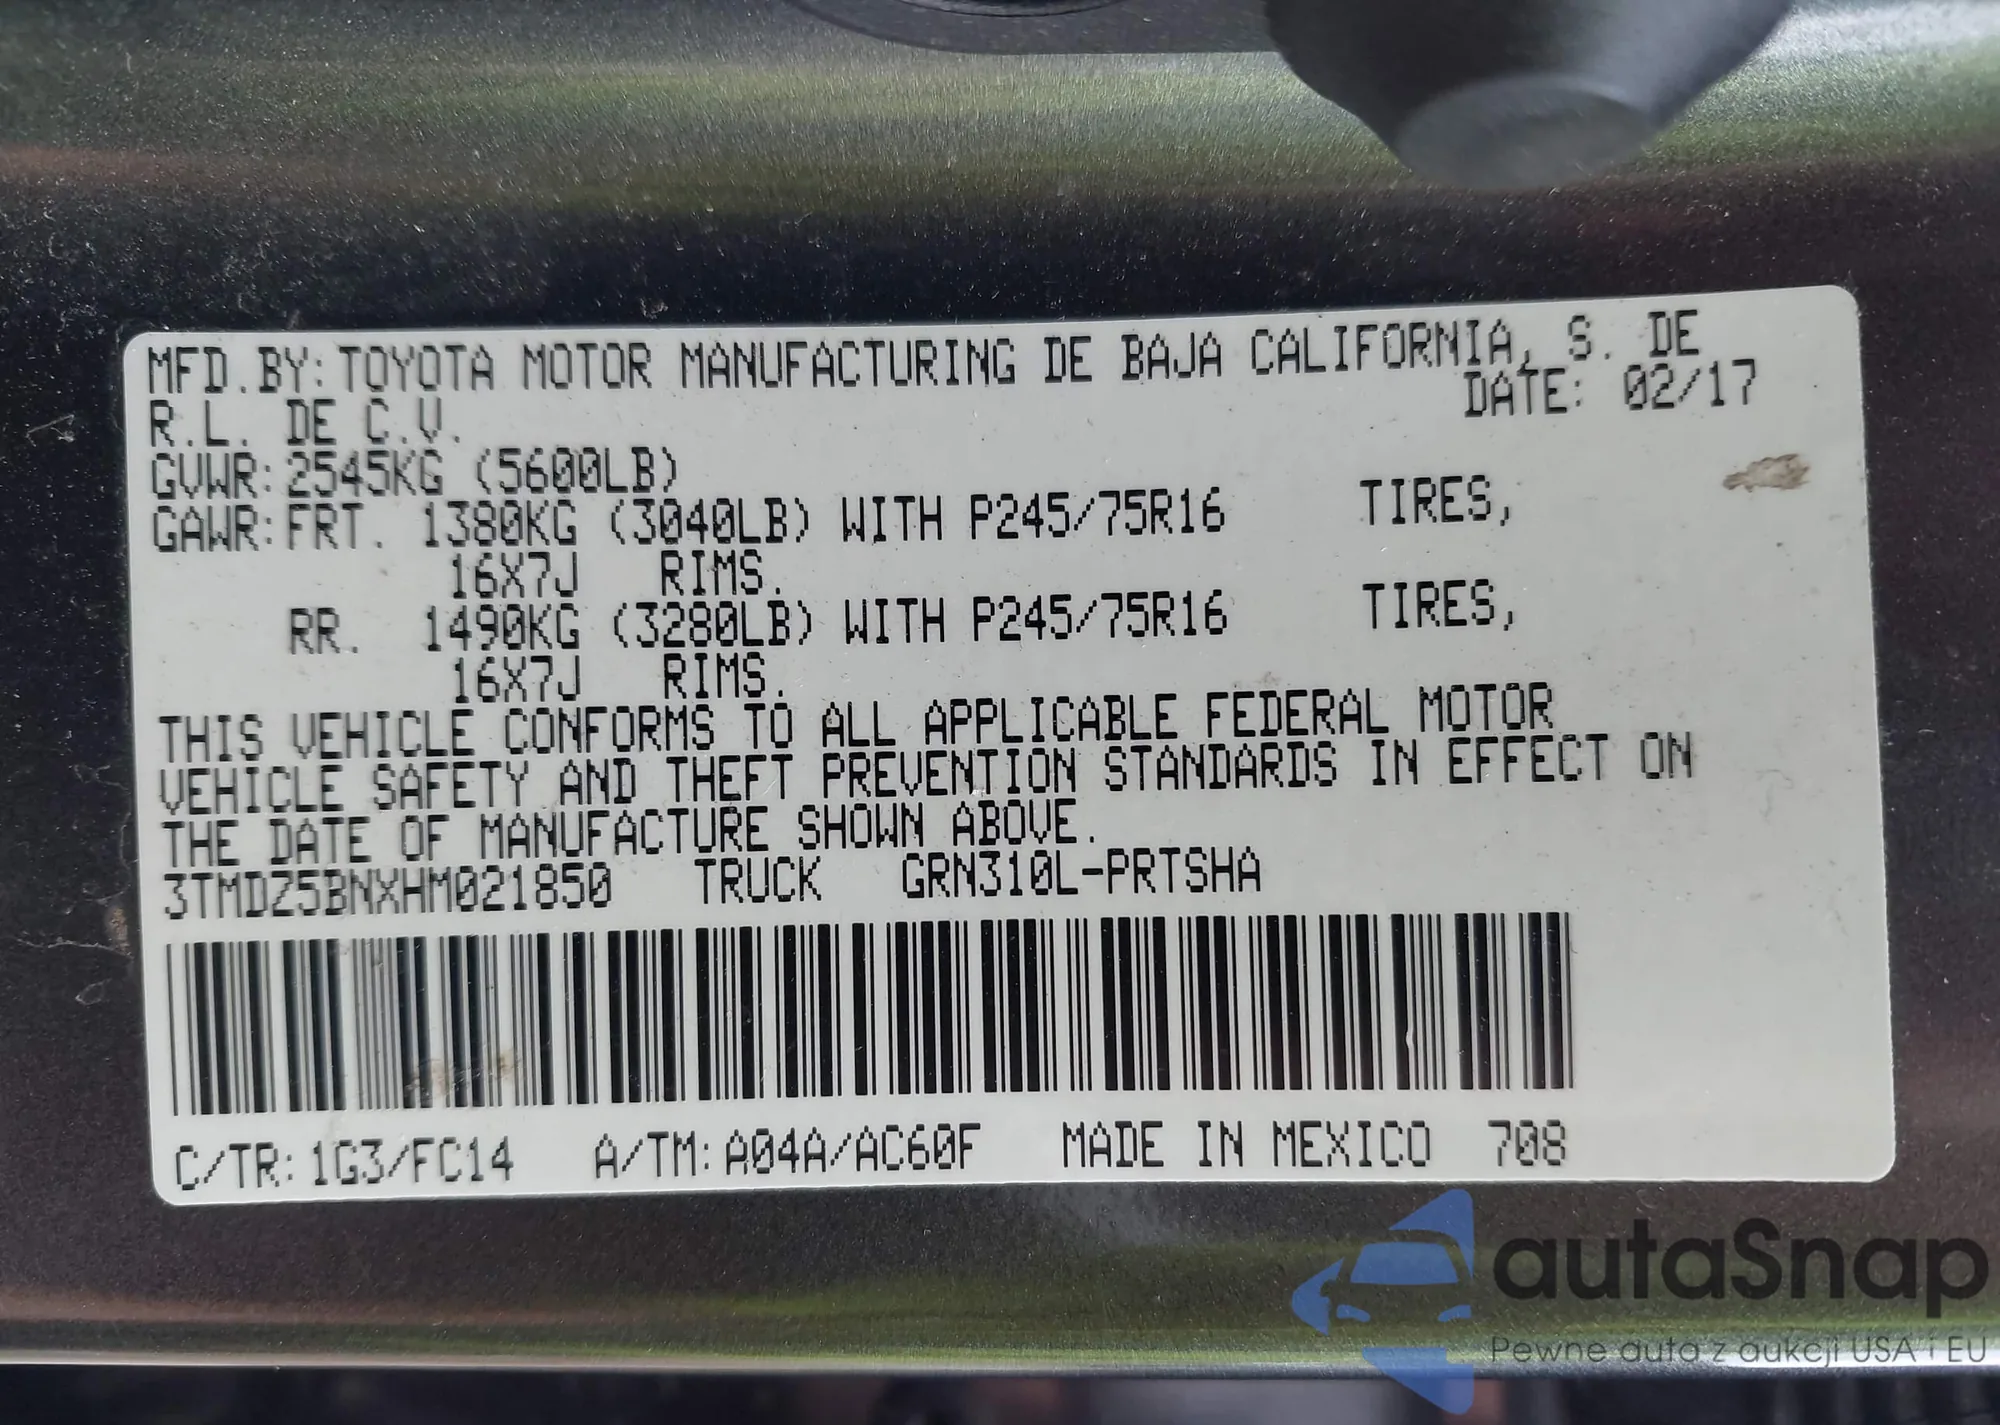 MFD.BY:TOYOTA MOTOR MANUFACTURING DE BAJA CALIFORNIA, S. DE
R.L. DE C.V.
DATE: 02/17
GVWR:2545KG (5600LB)
GAWR:FRT. 1380KG (3040LB) WITH P245/75R16 TIRES,
16X7J RIMS.
RR. 1490KG (3280LB) WITH P245/75R16 TIRES,
16X7J RIMS.
THIS VEHICLE CONFORMS TO ALL APPLICABLE FEDERAL MOTOR
VEHICLE SAFETY AND THEFT PREVENTION STANDARDS IN EFFECT ON
THE DATE OF MANUFACTURE SHOWN ABOVE.
3TMDZ5BNXHM021850 TRUCK GRN310L-PRTSHA
C/TR:1G3/FC14 A/TM:A04A/AC60F MADE IN MEXICO 708
autaSnap
Pewne auta z aukcji USA i EU